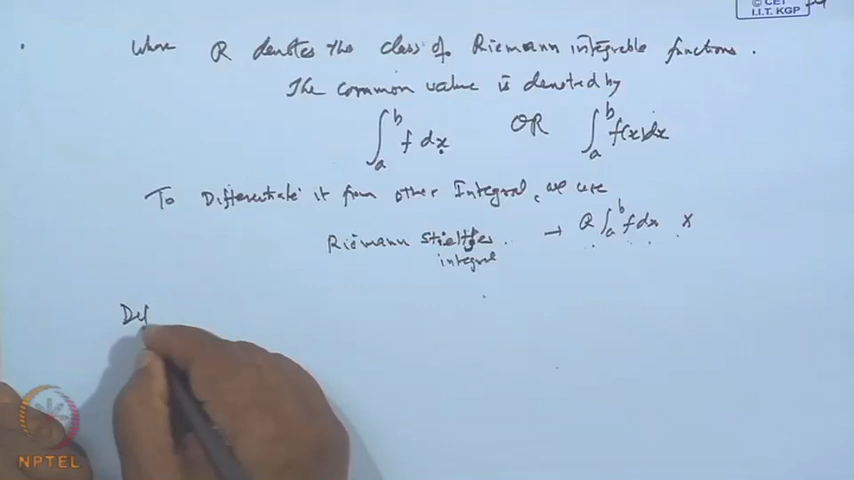 © CET
I.I.T. KGP
Where R denotes the class of Riemann integrable functions.
The common value is denoted by
∫_a^b f dx OR ∫_a^b f(x)dx
To Differentiate it from other Integral, we use
Riemann Stieltjes integral → R ∫_a^b f dx x
Def
NPTEL